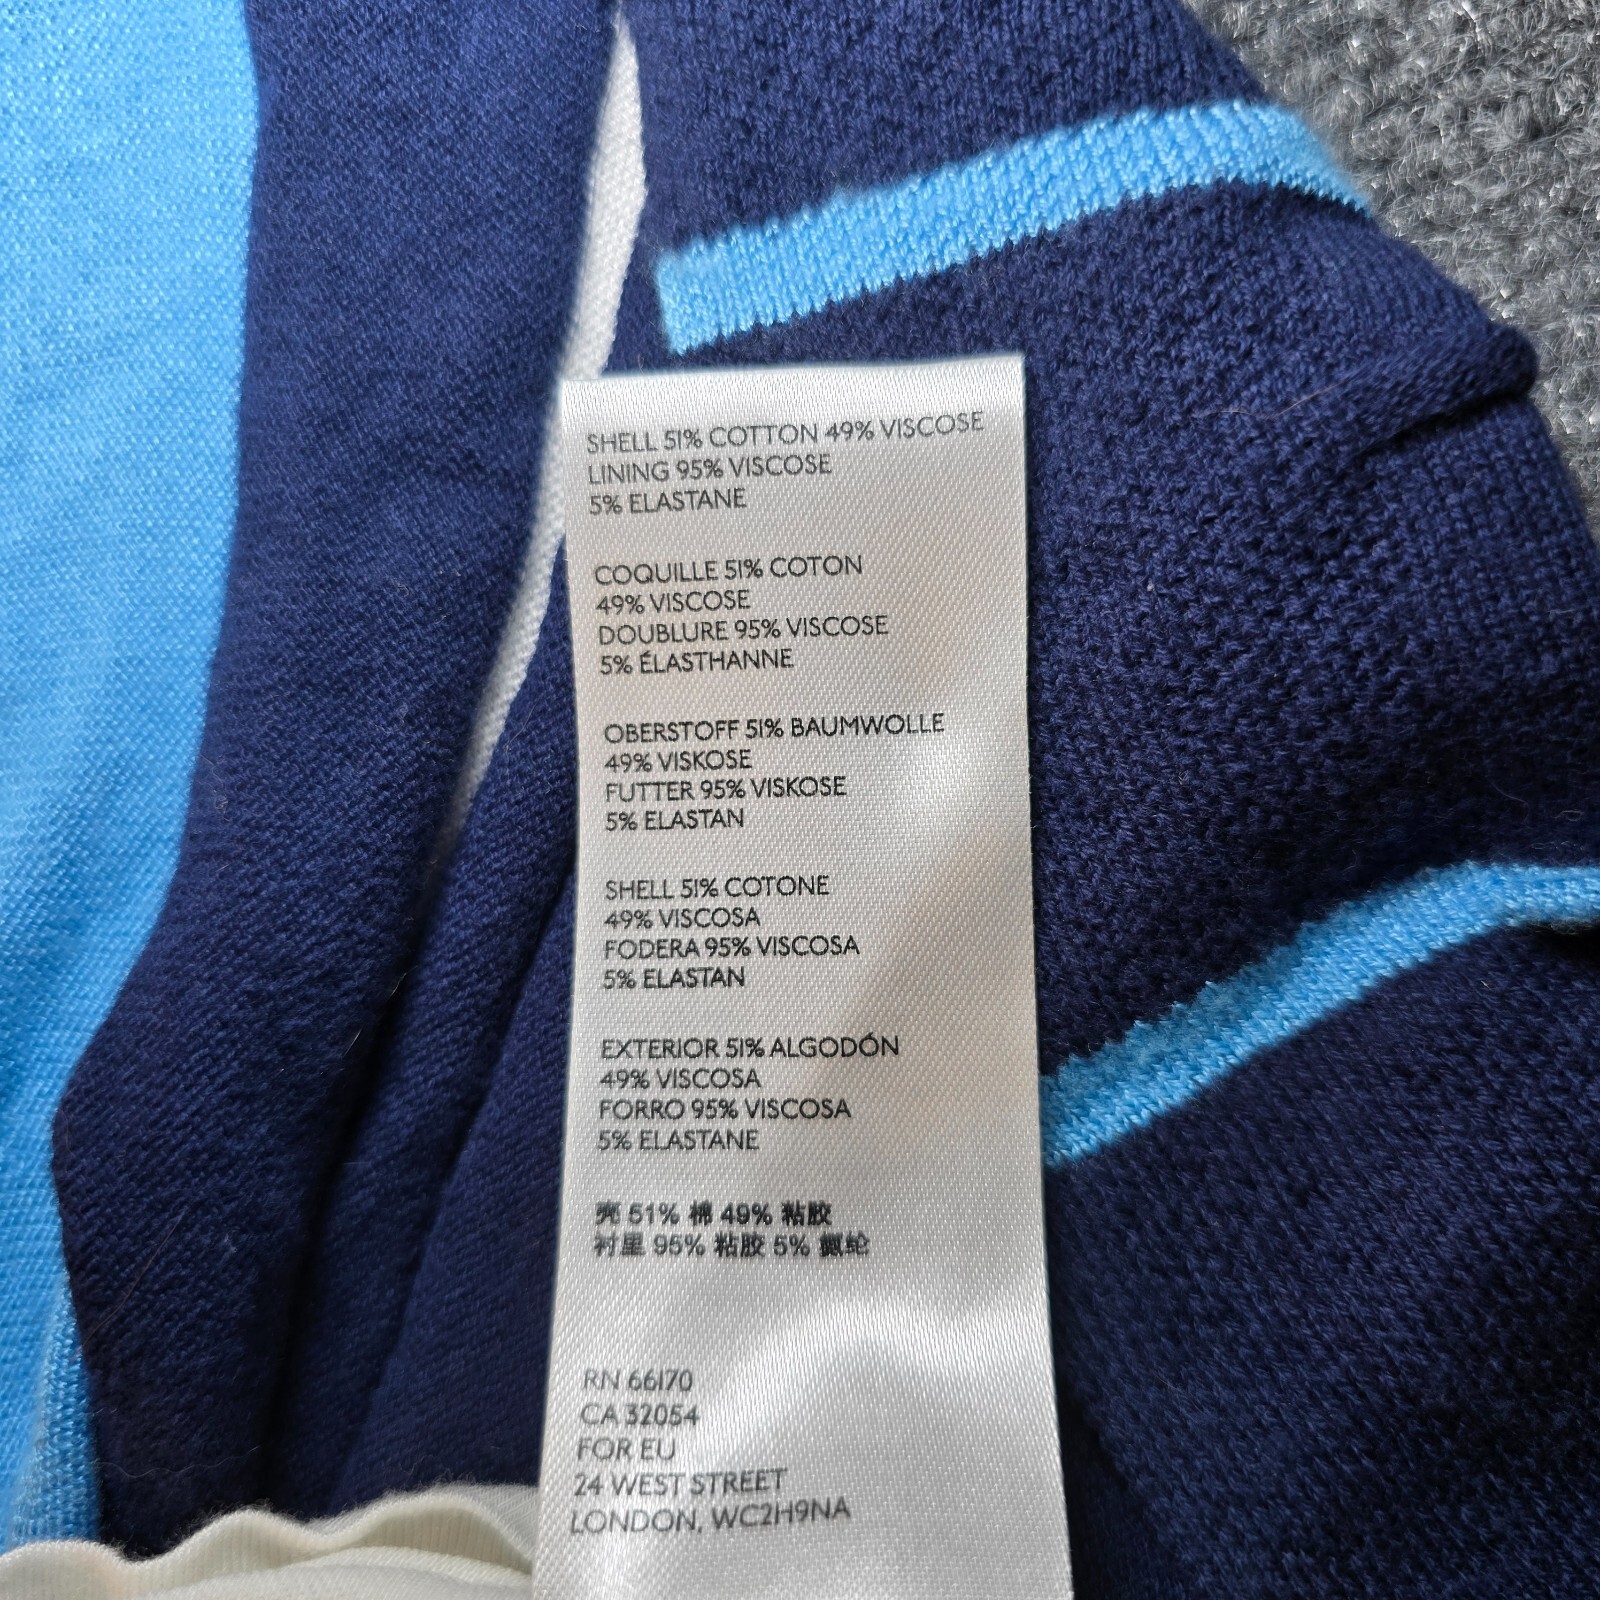 SHELL 51% COTTON 49% VISCOSE
LINING 95% VISCOSE
5% ELASTANE
COQUILLE 51% COTON
49% VISCOSE
DOUBLURE 95% VISCOSE
5% ÉLASTHANNE
OBERSTOFF 51% BAUMWOLLE
49% VISKOSE
FUTTER 95% VISKOSE
5% ELASTAN
SHELL 51% COTONE
49% VISCOSA
FODERA 95% VISCOSA
5% ELASTAN
EXTERIOR 51% ALGODÓN
49% VISCOSA
FORRO 95% VISCOSA
5% ELASTANE
壳 51% 棉 49% 粘胶
衬里 95% 粘胶 5% 氨纶
RN 66170
CA 32054
FOR EU
24 WEST STREET
LONDON, WC2H9NA